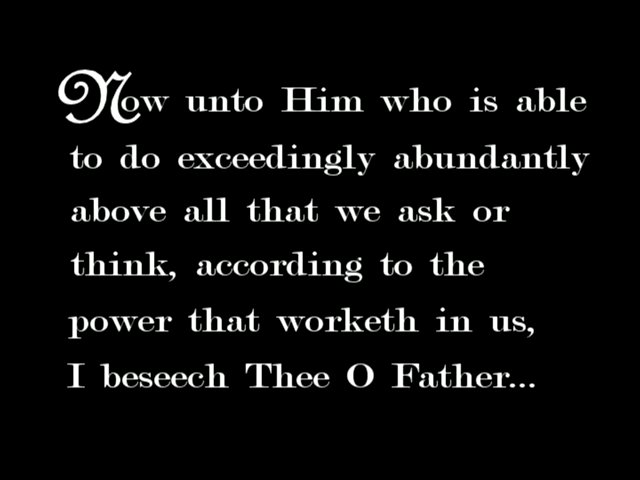 Now unto Him who is able
to do exceedingly abundantly
above all that we ask or
think, according to the
power that worketh in us,
I beseech Thee O Father...